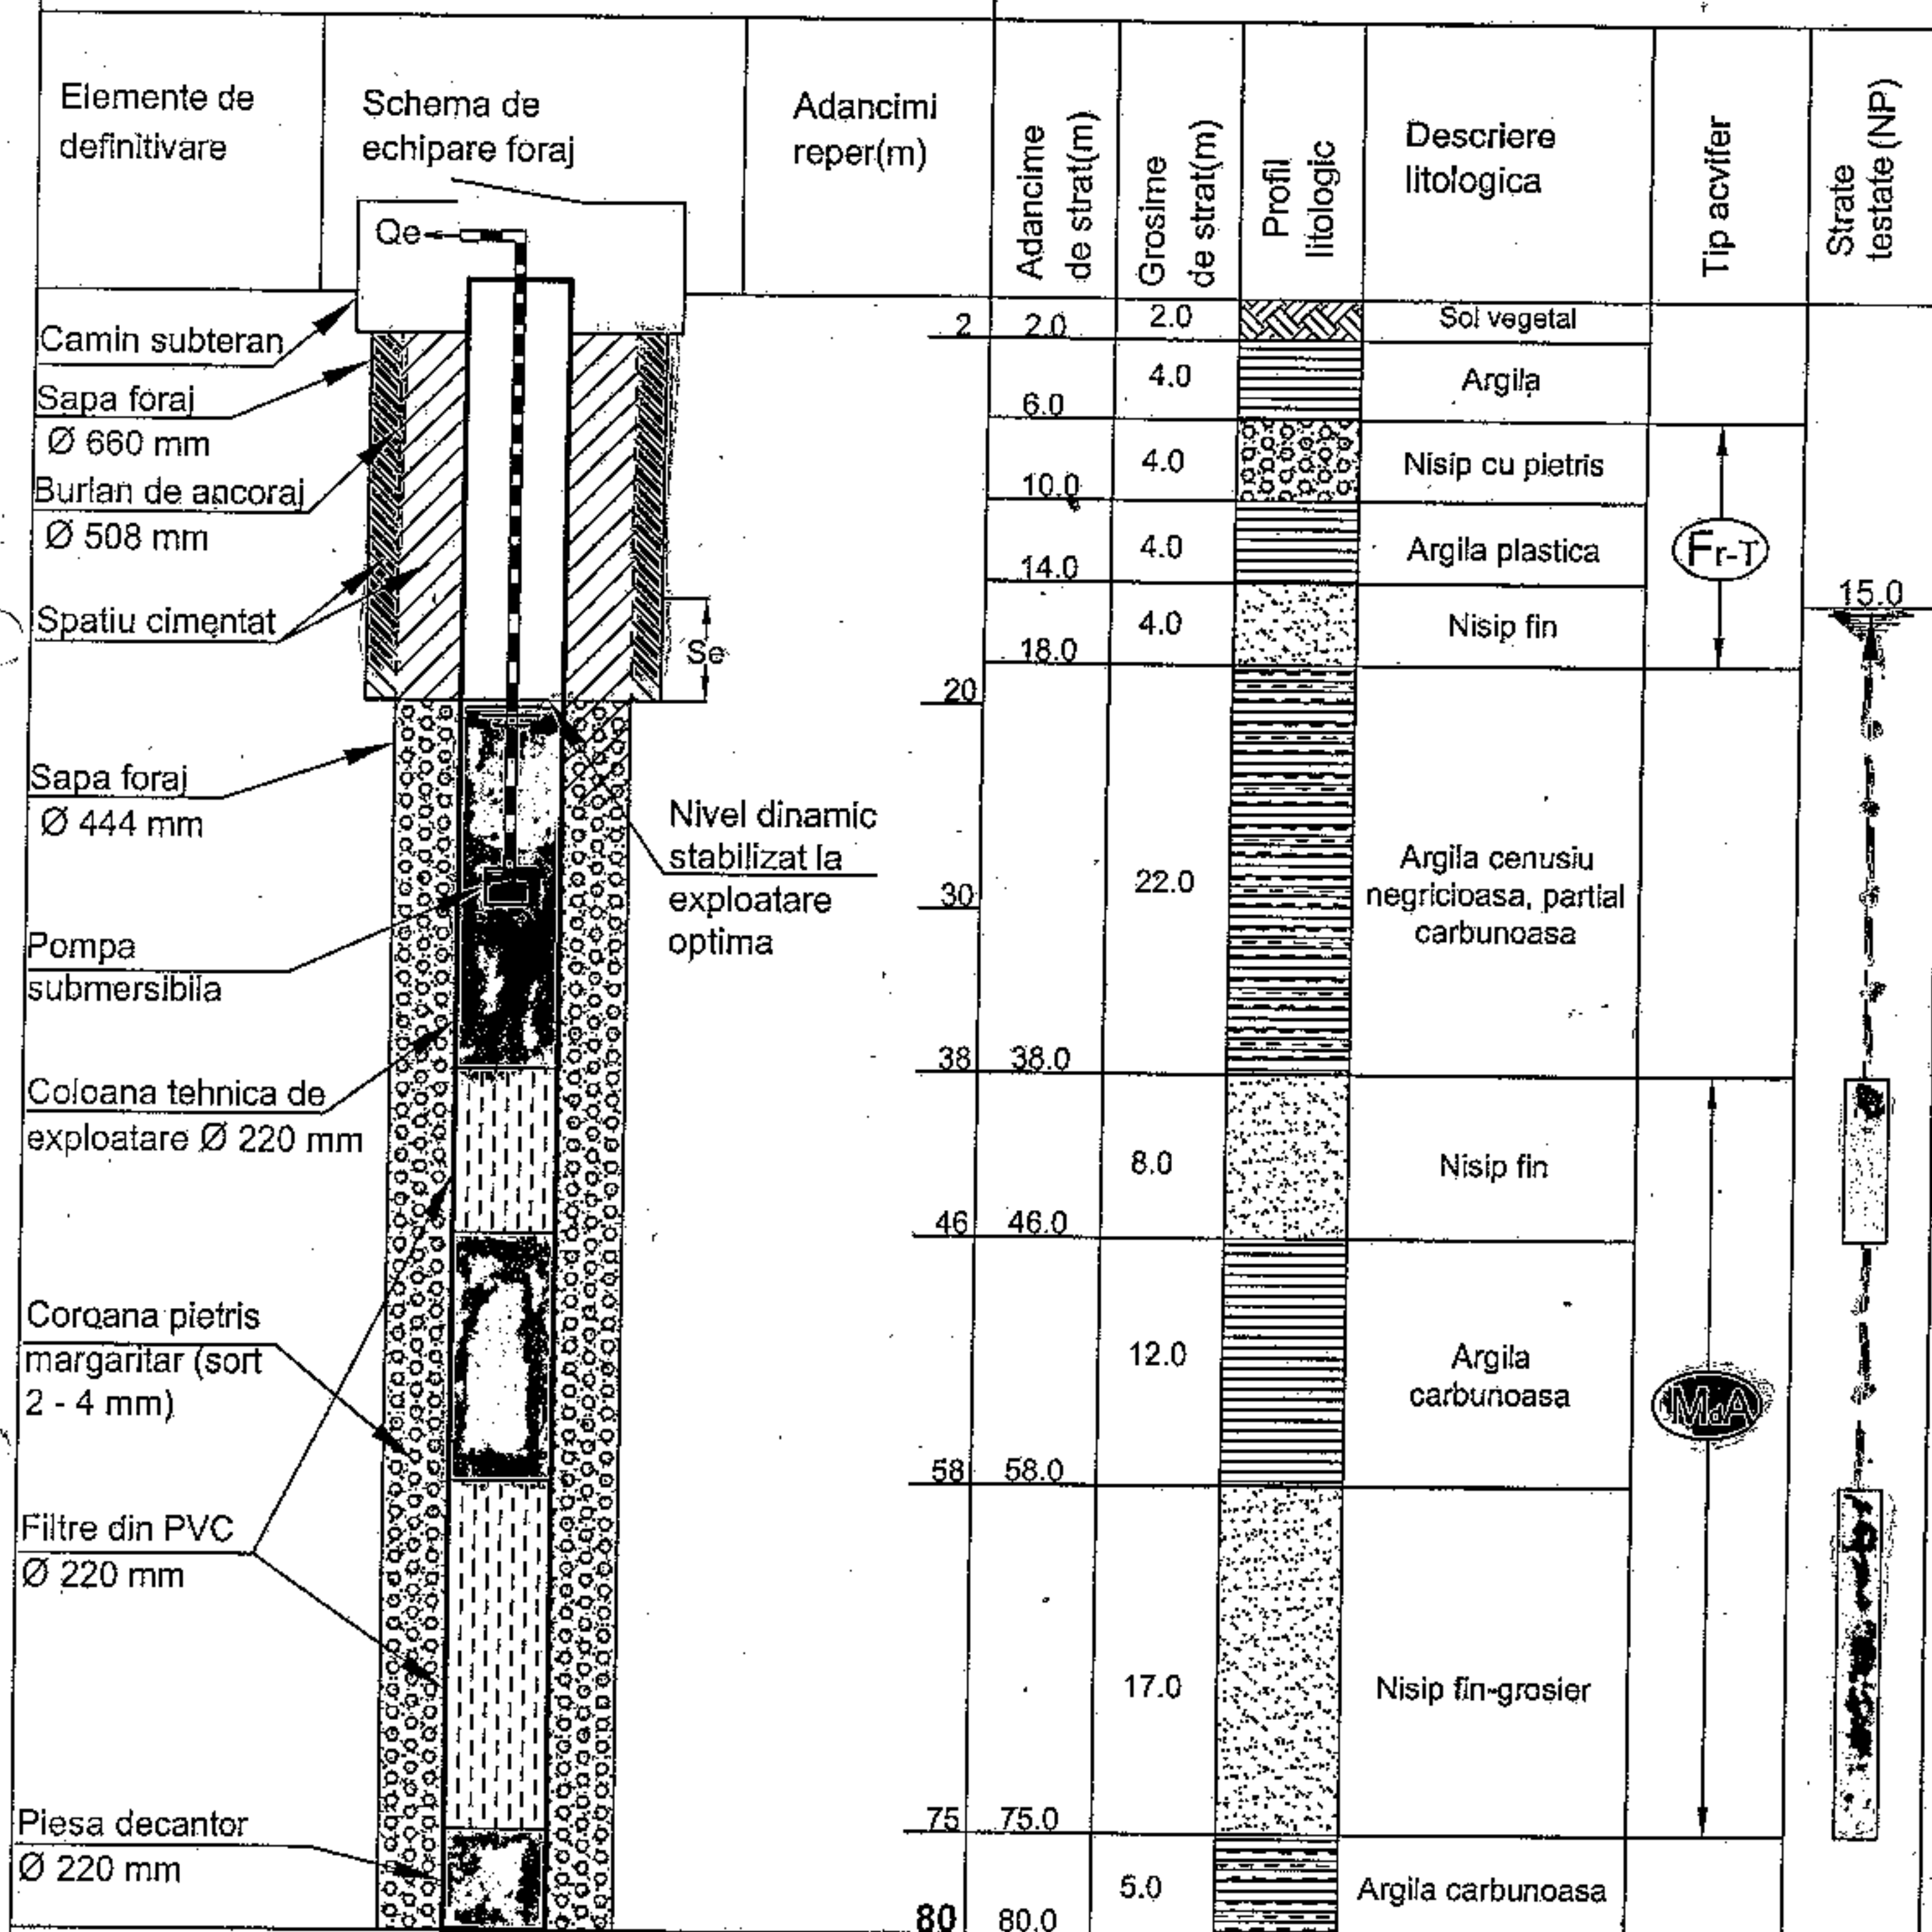 Elemente de
definitivare
Schema de
echipare foraj
Adancimi
reper(m)
Adancime
de strat(m)
Grosime
de strat(m)
Profil
litologic
Descriere
litologica
Tip acvifer
Strate
testate (NP)
Qe
Camin subteran
Sapa foraj
Ø 660 mm
Burlan de ancoraj
Ø 508 mm
Spatiu cimentat
Se
Sapa foraj
Ø 444 mm
Nivel dinamic
stabilizat la
exploatare
optima
Pompa
submersibila
Coloana tehnica de
exploatare Ø 220 mm
Coroana pietris
margaritar (sort
2 - 4 mm)
Filtre din PVC
Ø 220 mm
Piesa decantor
Ø 220 mm
2 2.0 2.0 Sol vegetal
4.0 Argila
6.0
4.0 Nisip cu pietris
10.0
4.0 Argila plastica
14.0
Fr-T
15.0
4.0 Nisip fin
18.0
20
30
22.0
Argila cenusiu
negricioasa, partial
carbunoasa
38 38.0
8.0 Nisip fin
46 46.0
12.0
Argila
carbunoasa
MdA
58 58.0
17.0 Nisip fin-grosier
75 75.0
5.0 Argila carbunoasa
80 80.0